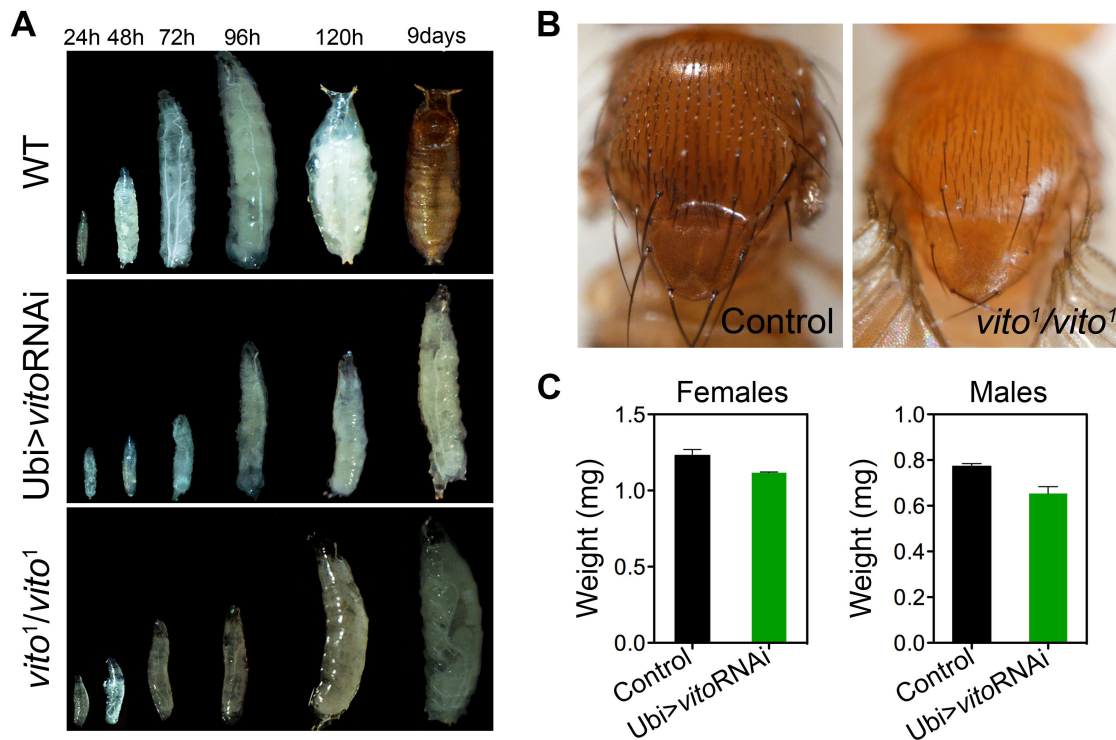 A
24h 48h 72h 96h 120h 9days
WT
Ubi>vitoRNAi
vito¹/vito¹
B
Control
vito¹/vito¹
C
Females
Weight (mg)
1.5
1.0
0.5
0.0
Control
Ubi>vitoRNAi
Males
Weight (mg)
1.0
0.8
0.6
0.4
0.2
0.0
Control
Ubi>vitoRNAi